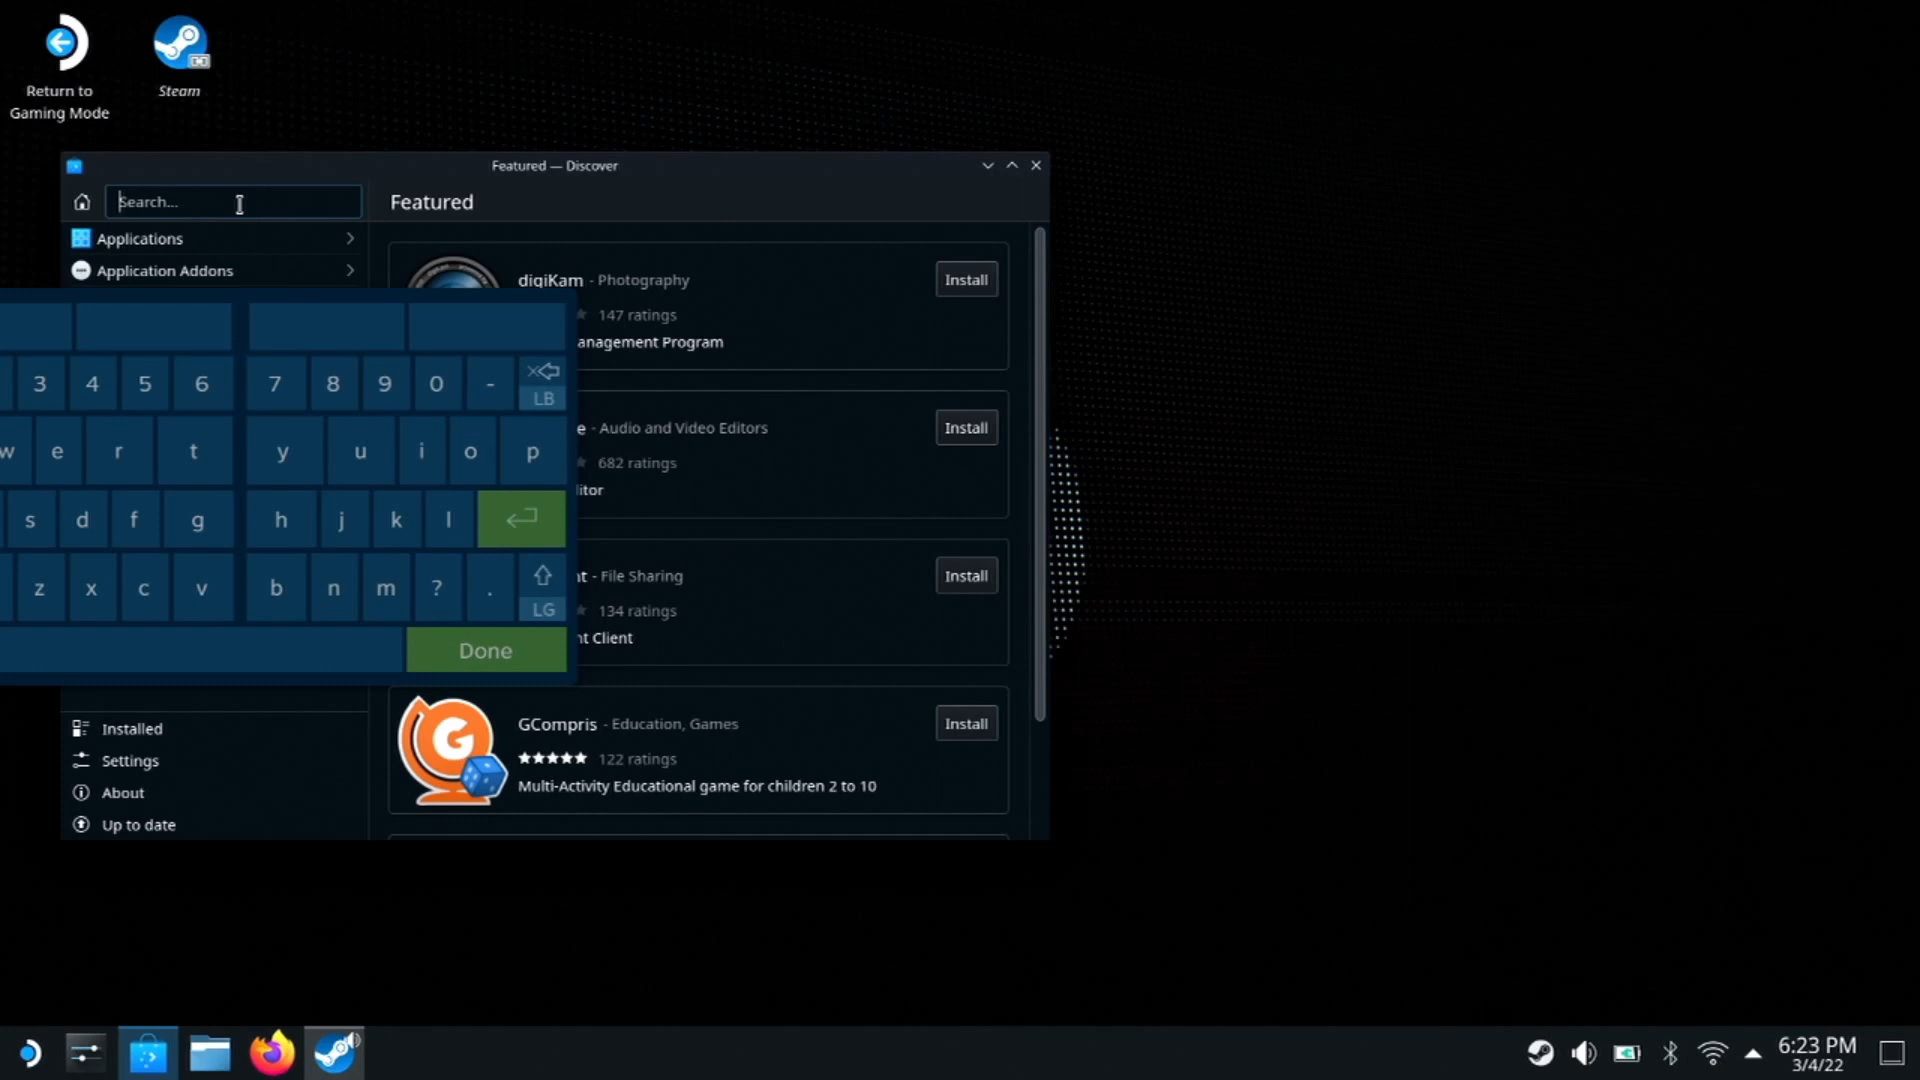 Return to
Gaming Mode
Steam
Featured — Discover
Search...
Featured
Applications
Application Addons
digiKam - Photography
Install
147 ratings
anagement Program
3 4 5 6 7 8 9 0 -
LB
e - Audio and Video Editors
Install
682 ratings
itor
w e r t y u i o p
s d f g h j k l
nt - File Sharing
Install
134 ratings
nt Client
z x c v b n m ? .
LG
Done
GCompris - Education, Games
Install
122 ratings
Multi-Activity Educational game for children 2 to 10
Installed
Settings
About
Up to date
6:23 PM
3/4/22